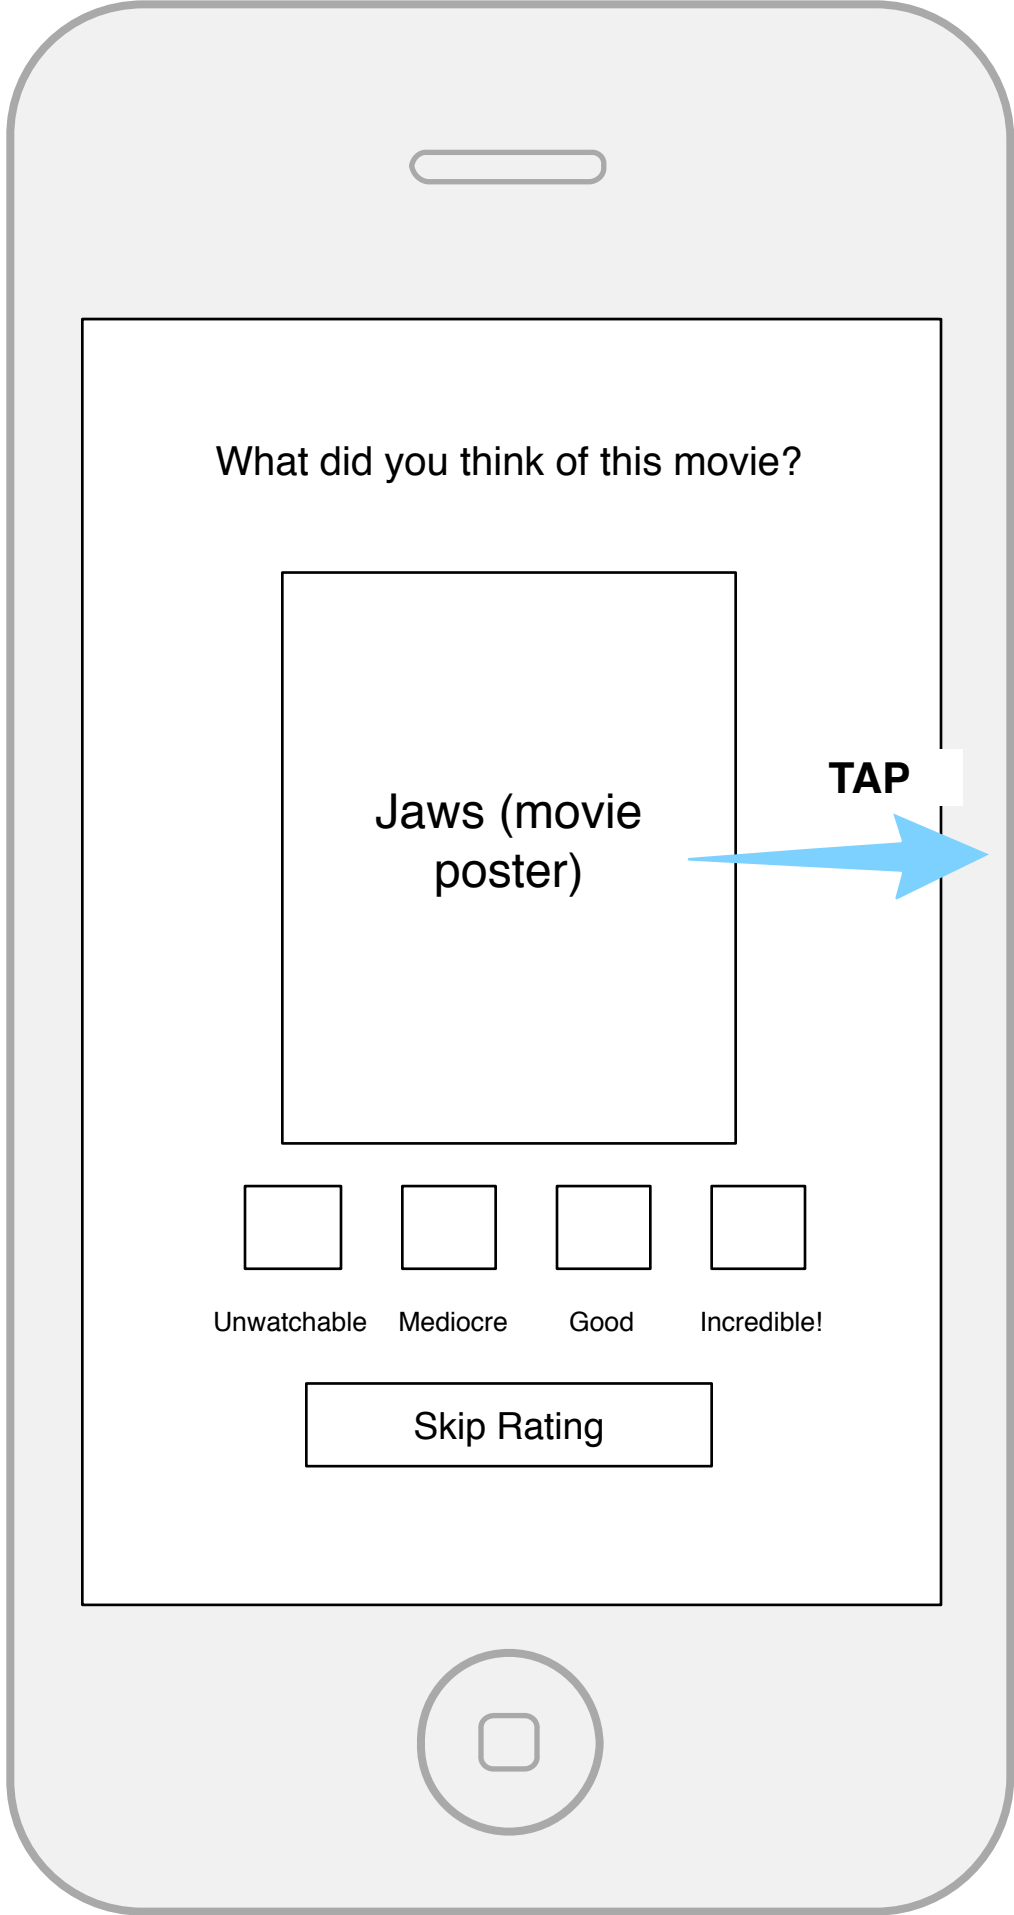 What did you think of this movie?
TAP
Jaws (movie
poster)
Unwatchable Mediocre Good Incredible!
Skip Rating